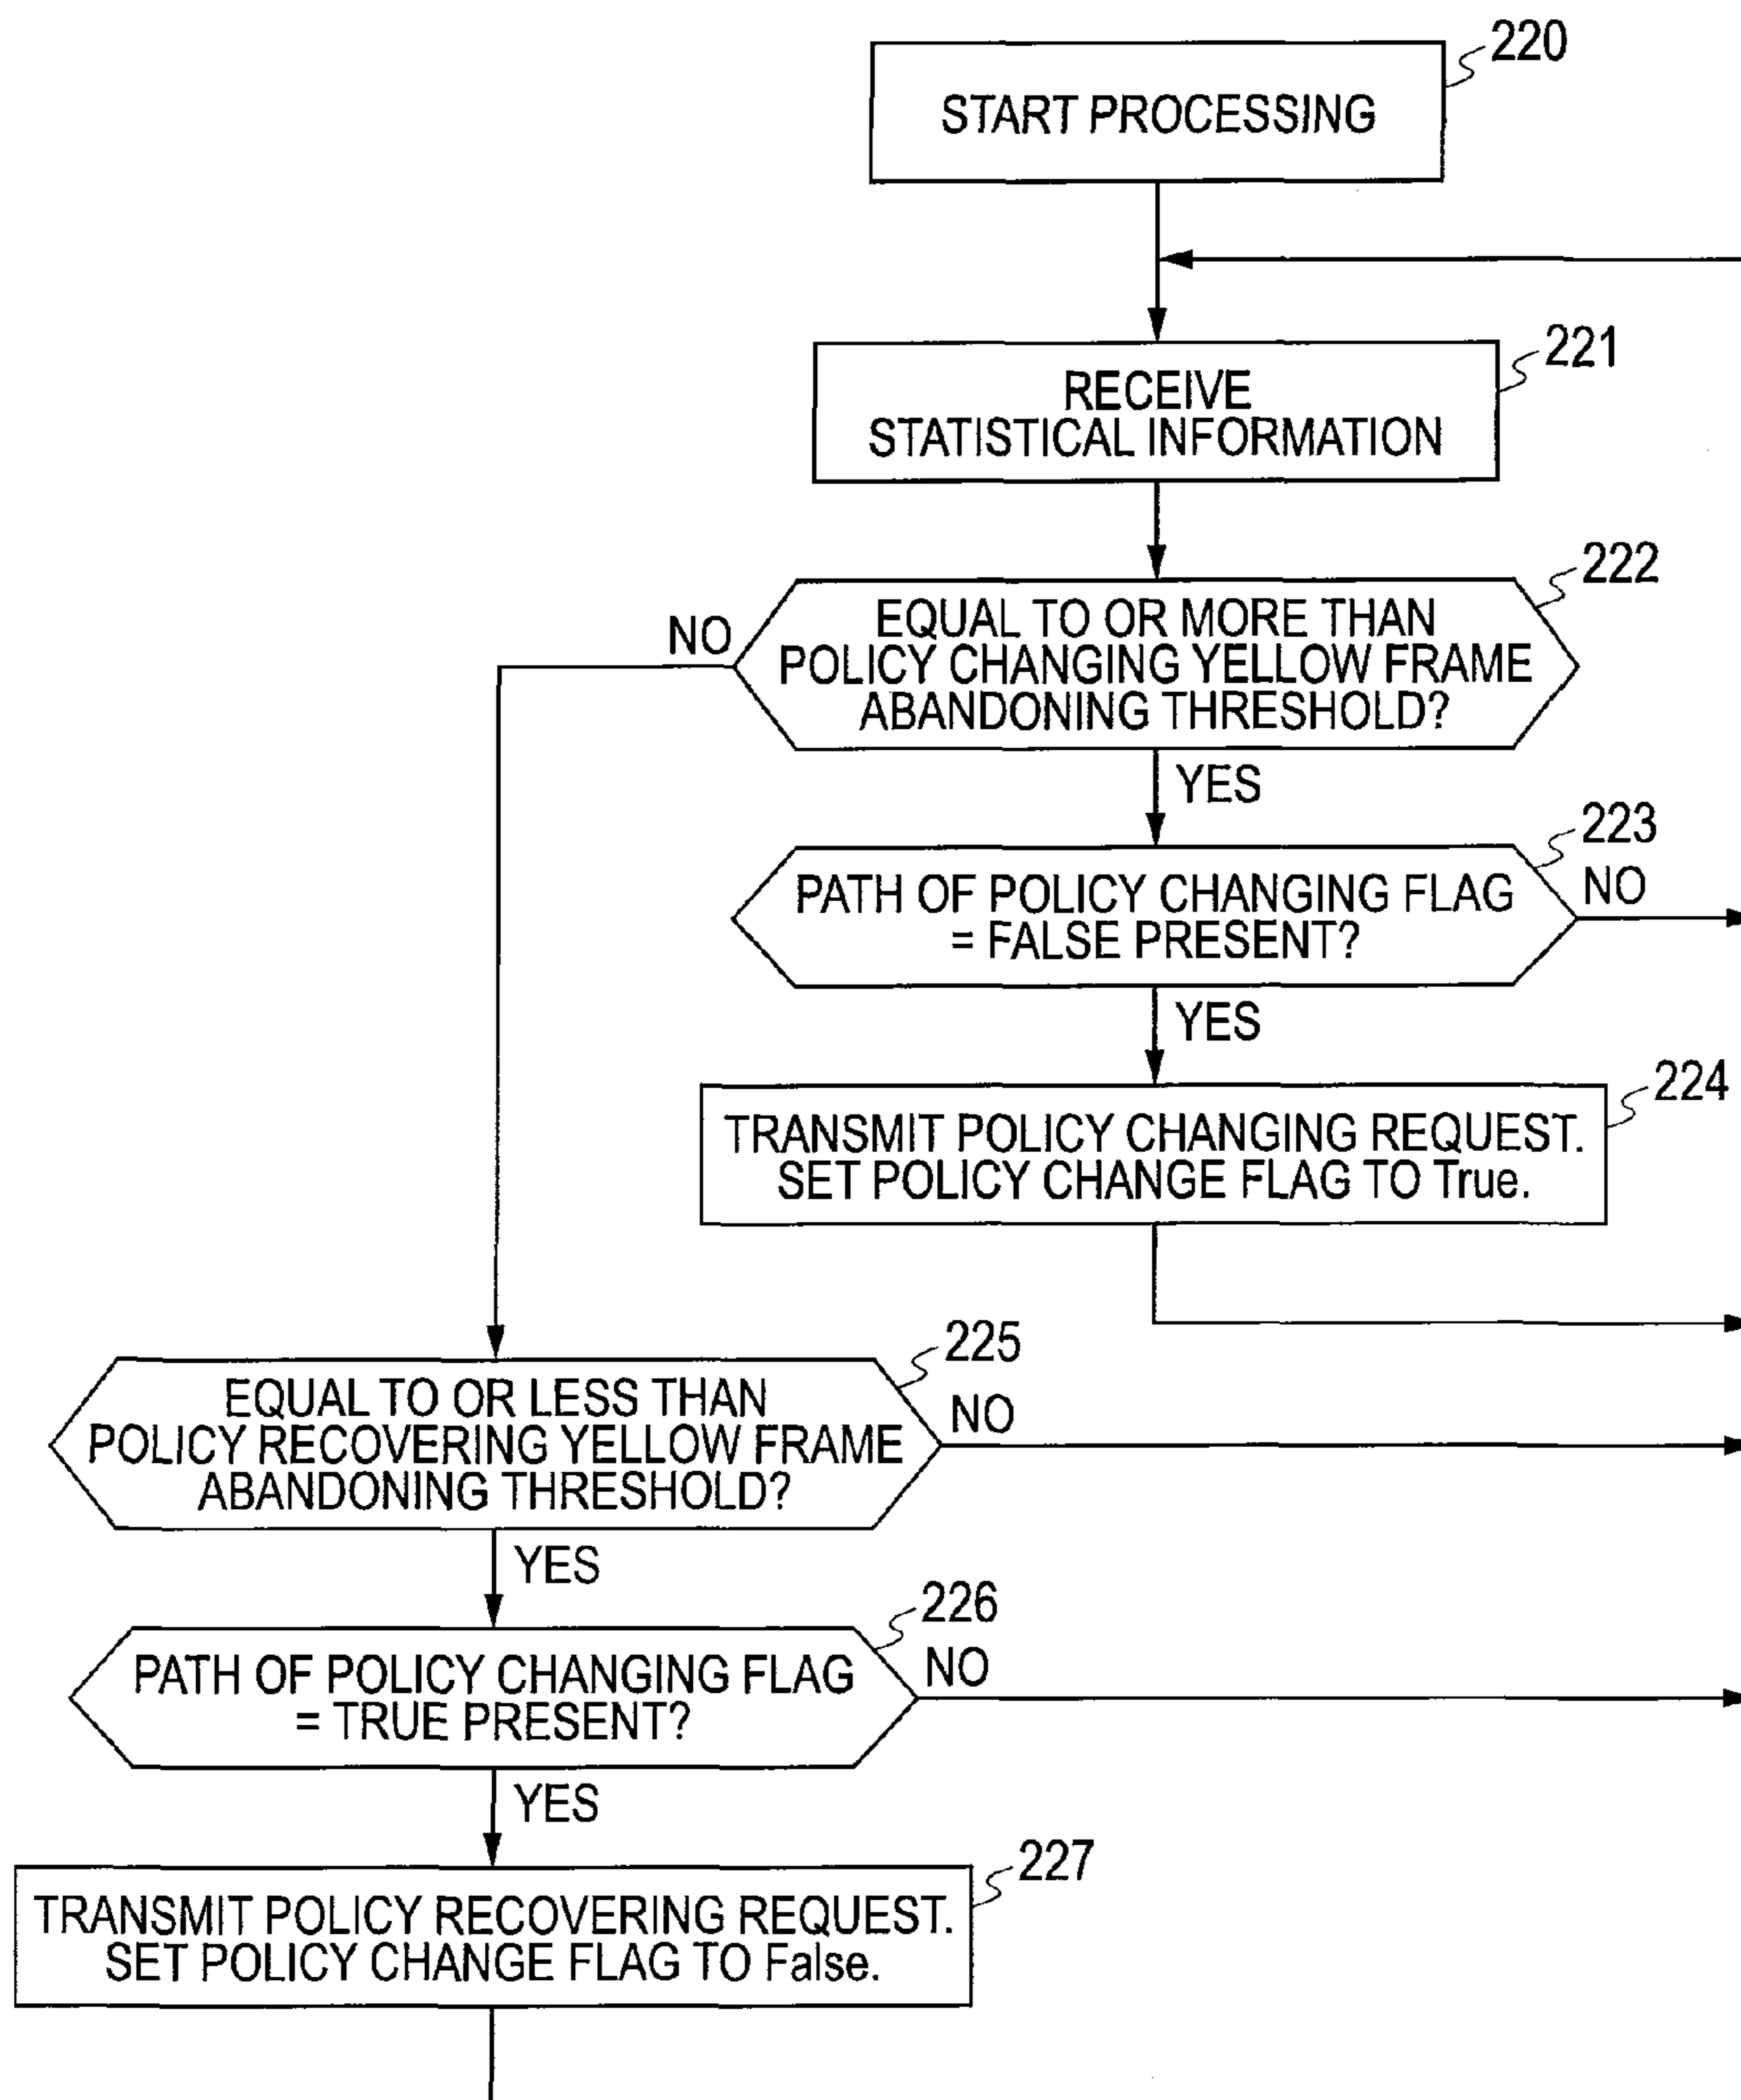 220
START PROCESSING
221
RECEIVE
STATISTICAL INFORMATION
222
EQUAL TO OR MORE THAN
POLICY CHANGING YELLOW FRAME
ABANDONING THRESHOLD?
NO
YES
223
PATH OF POLICY CHANGING FLAG
= FALSE PRESENT?
NO
YES
224
TRANSMIT POLICY CHANGING REQUEST.
SET POLICY CHANGE FLAG TO True.
225
EQUAL TO OR LESS THAN
POLICY RECOVERING YELLOW FRAME
ABANDONING THRESHOLD?
NO
YES
226
PATH OF POLICY CHANGING FLAG
= TRUE PRESENT?
NO
YES
227
TRANSMIT POLICY RECOVERING REQUEST.
SET POLICY CHANGE FLAG TO False.